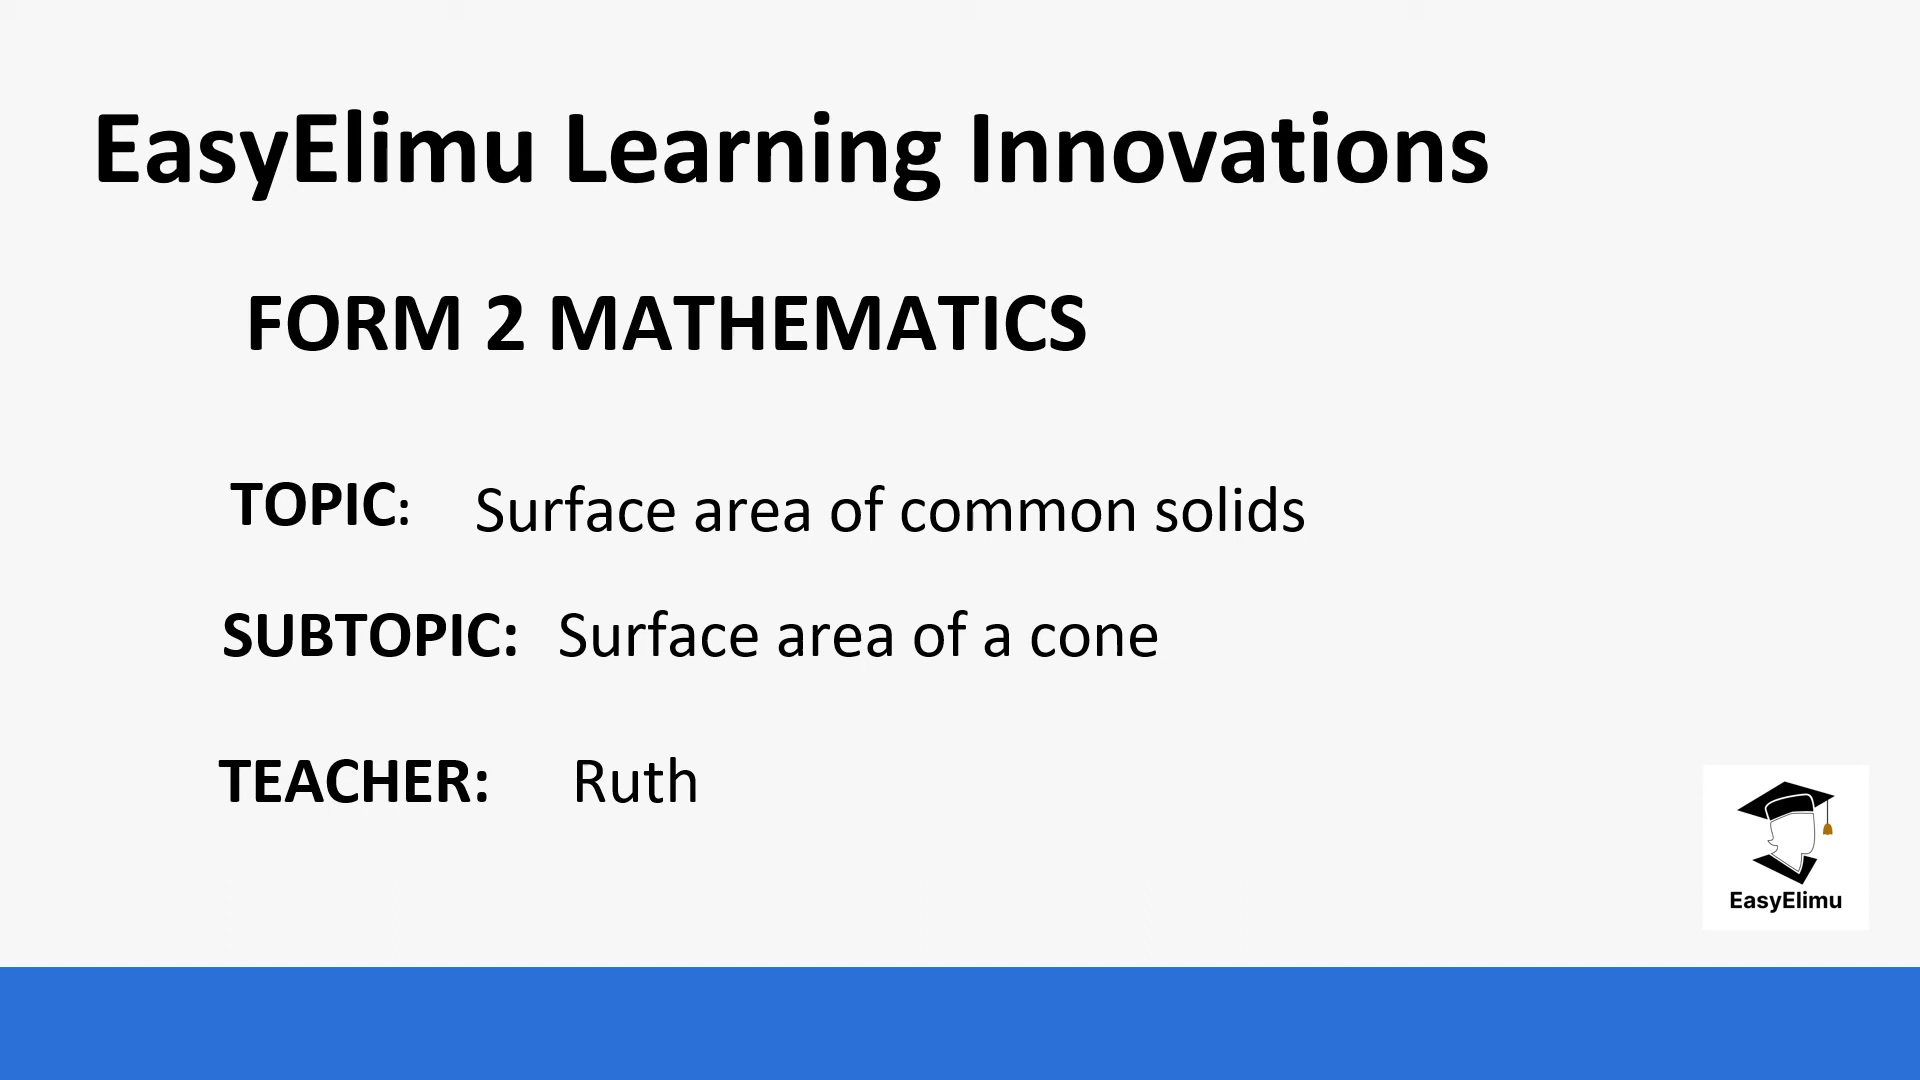 EasyElimu Learning Innovations
FORM 2 MATHEMATICS
TOPIC: Surface area of common solids
SUBTOPIC: Surface area of a cone
TEACHER: Ruth
EasyElimu